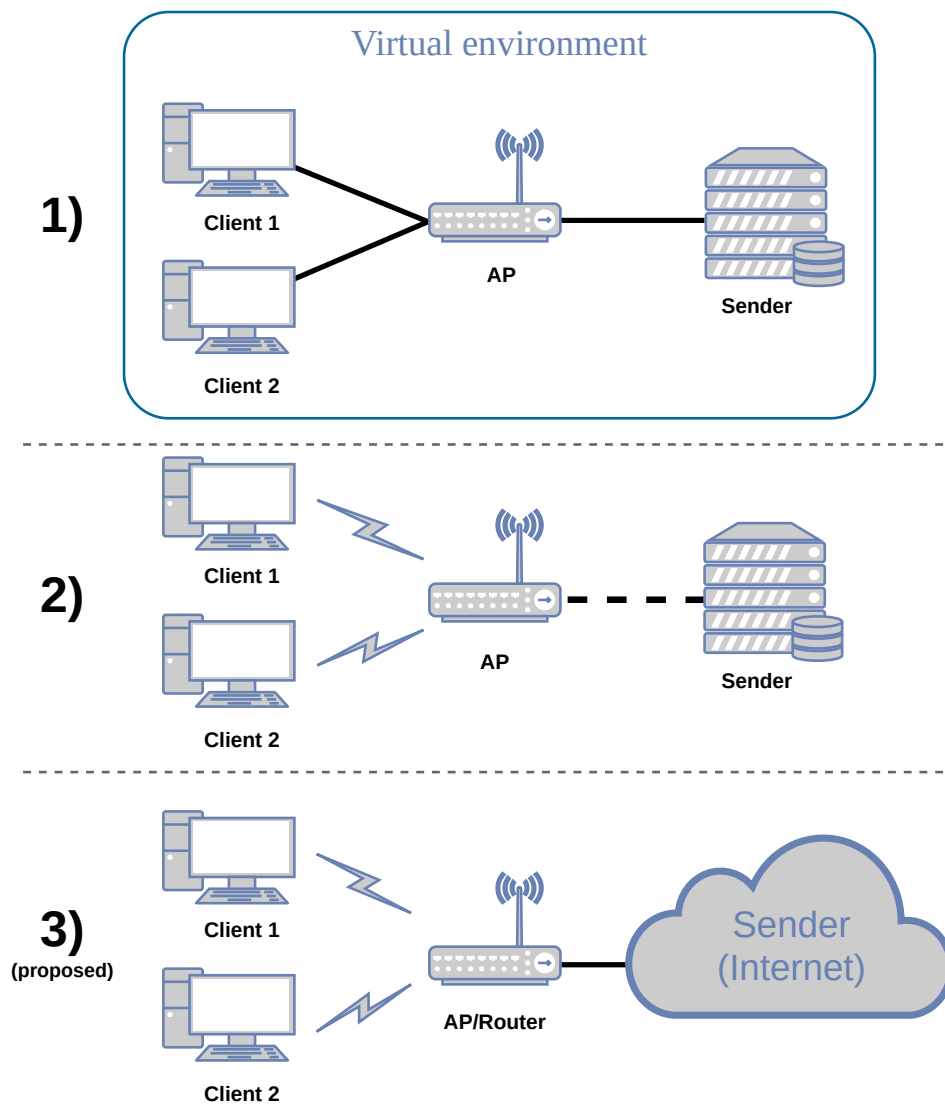 Virtual environment
1)
Client 1
AP
Sender
Client 2
2)
Client 1
AP
Sender
Client 2
3)
(proposed)
Client 1
Sender
(Internet)
AP/Router
Client 2